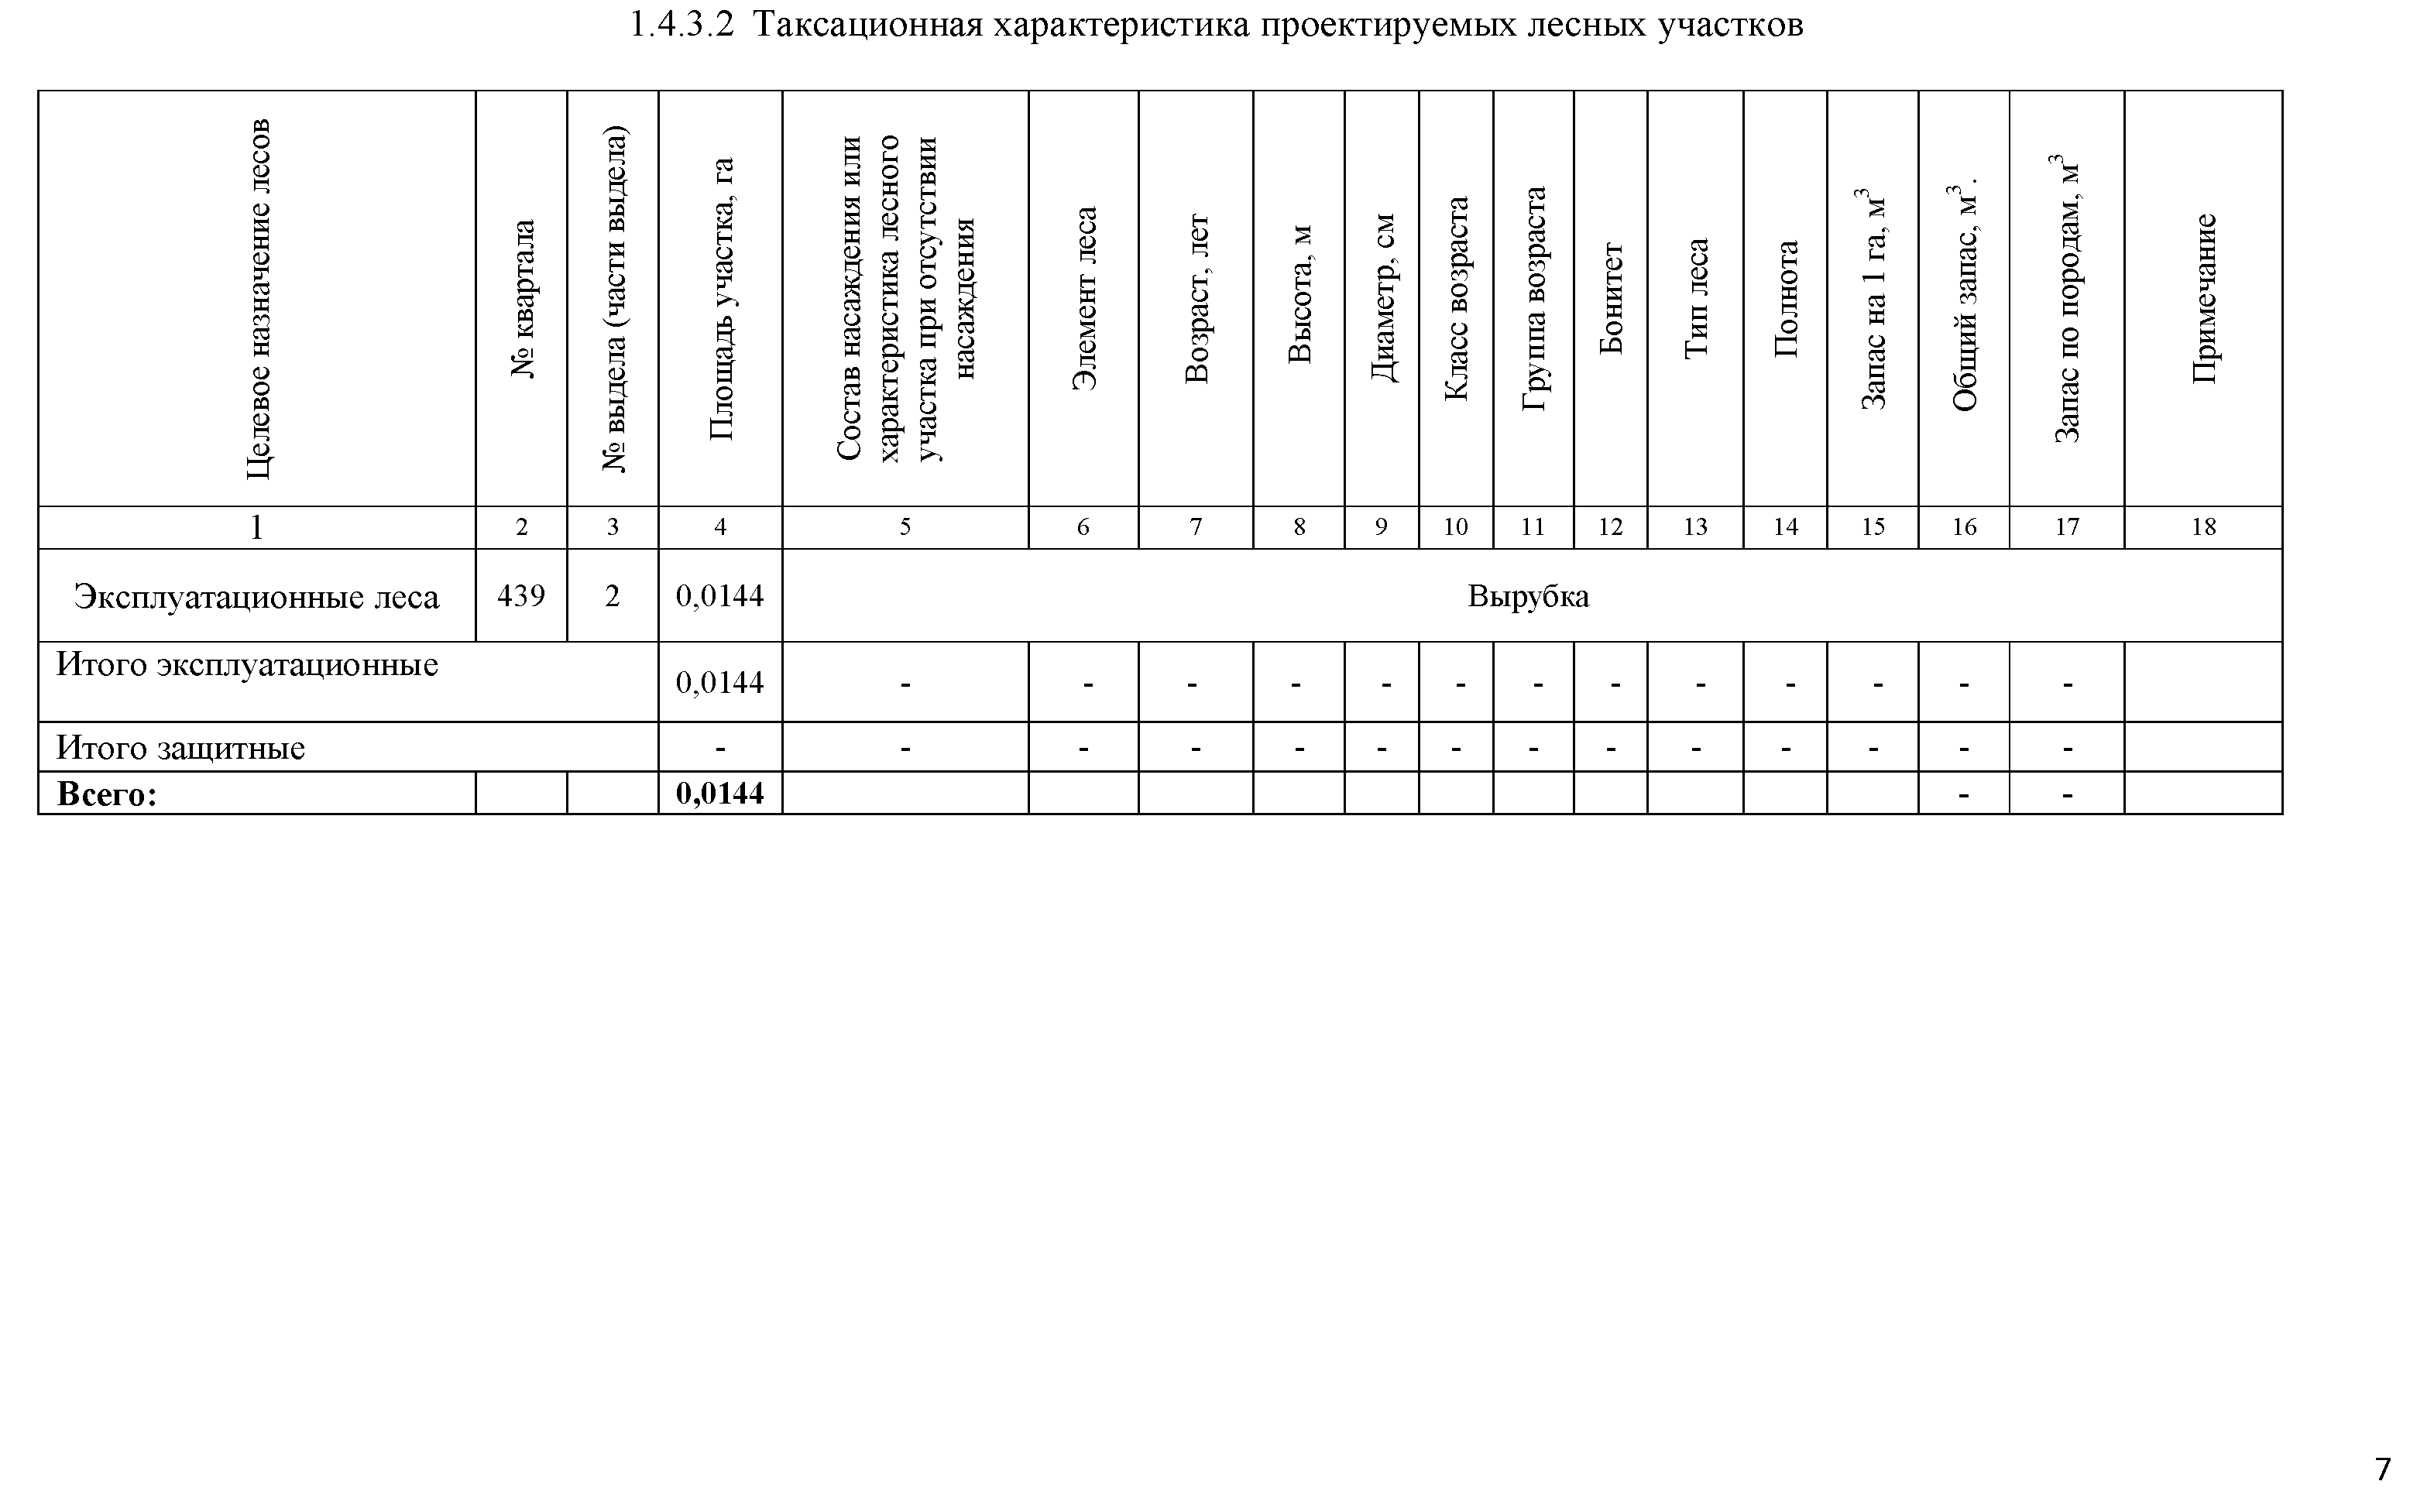 1.4.3.2 Таксационная характеристика проектируемых лесных участков
Целевое назначение лесов
№ квартала
№ выдела (части выдела)
Площадь участка, га
Состав насаждения или
характеристика лесного
участка при отсутствии
насаждения
Элемент леса
Возраст, лет
Высота, м
Диаметр, см
Класс возраста
Группа возраста
Бонитет
Тип леса
Полнота
Запас на 1 га, м³
Общий запас, м³.
Запас по породам, м³
Примечание
1 2 3 4 5 6 7 8 9 10 11 12 13 14 15 16 17 18
Эксплуатационные леса 439 2 0,0144 Вырубка
Итого эксплуатационные 0,0144 - - - - - - - - - - - - -
Итого защитные - - - - - - - - - - - - - -
Всего: 0,0144 - -
7